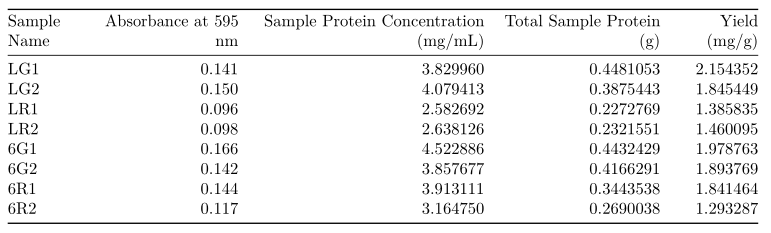 Sample Absorbance at 595 Sample Protein Concentration Total Sample Protein Yield
Name nm (mg/mL) (g) (mg/g)
LG1 0.141 3.829960 0.4481053 2.154352
LG2 0.150 4.079413 0.3875443 1.845449
LR1 0.096 2.582692 0.2272769 1.385835
LR2 0.098 2.638126 0.2321551 1.460095
6G1 0.166 4.522886 0.4432429 1.978763
6G2 0.142 3.857677 0.4166291 1.893769
6R1 0.144 3.913111 0.3443538 1.841464
6R2 0.117 3.164750 0.2690038 1.293287